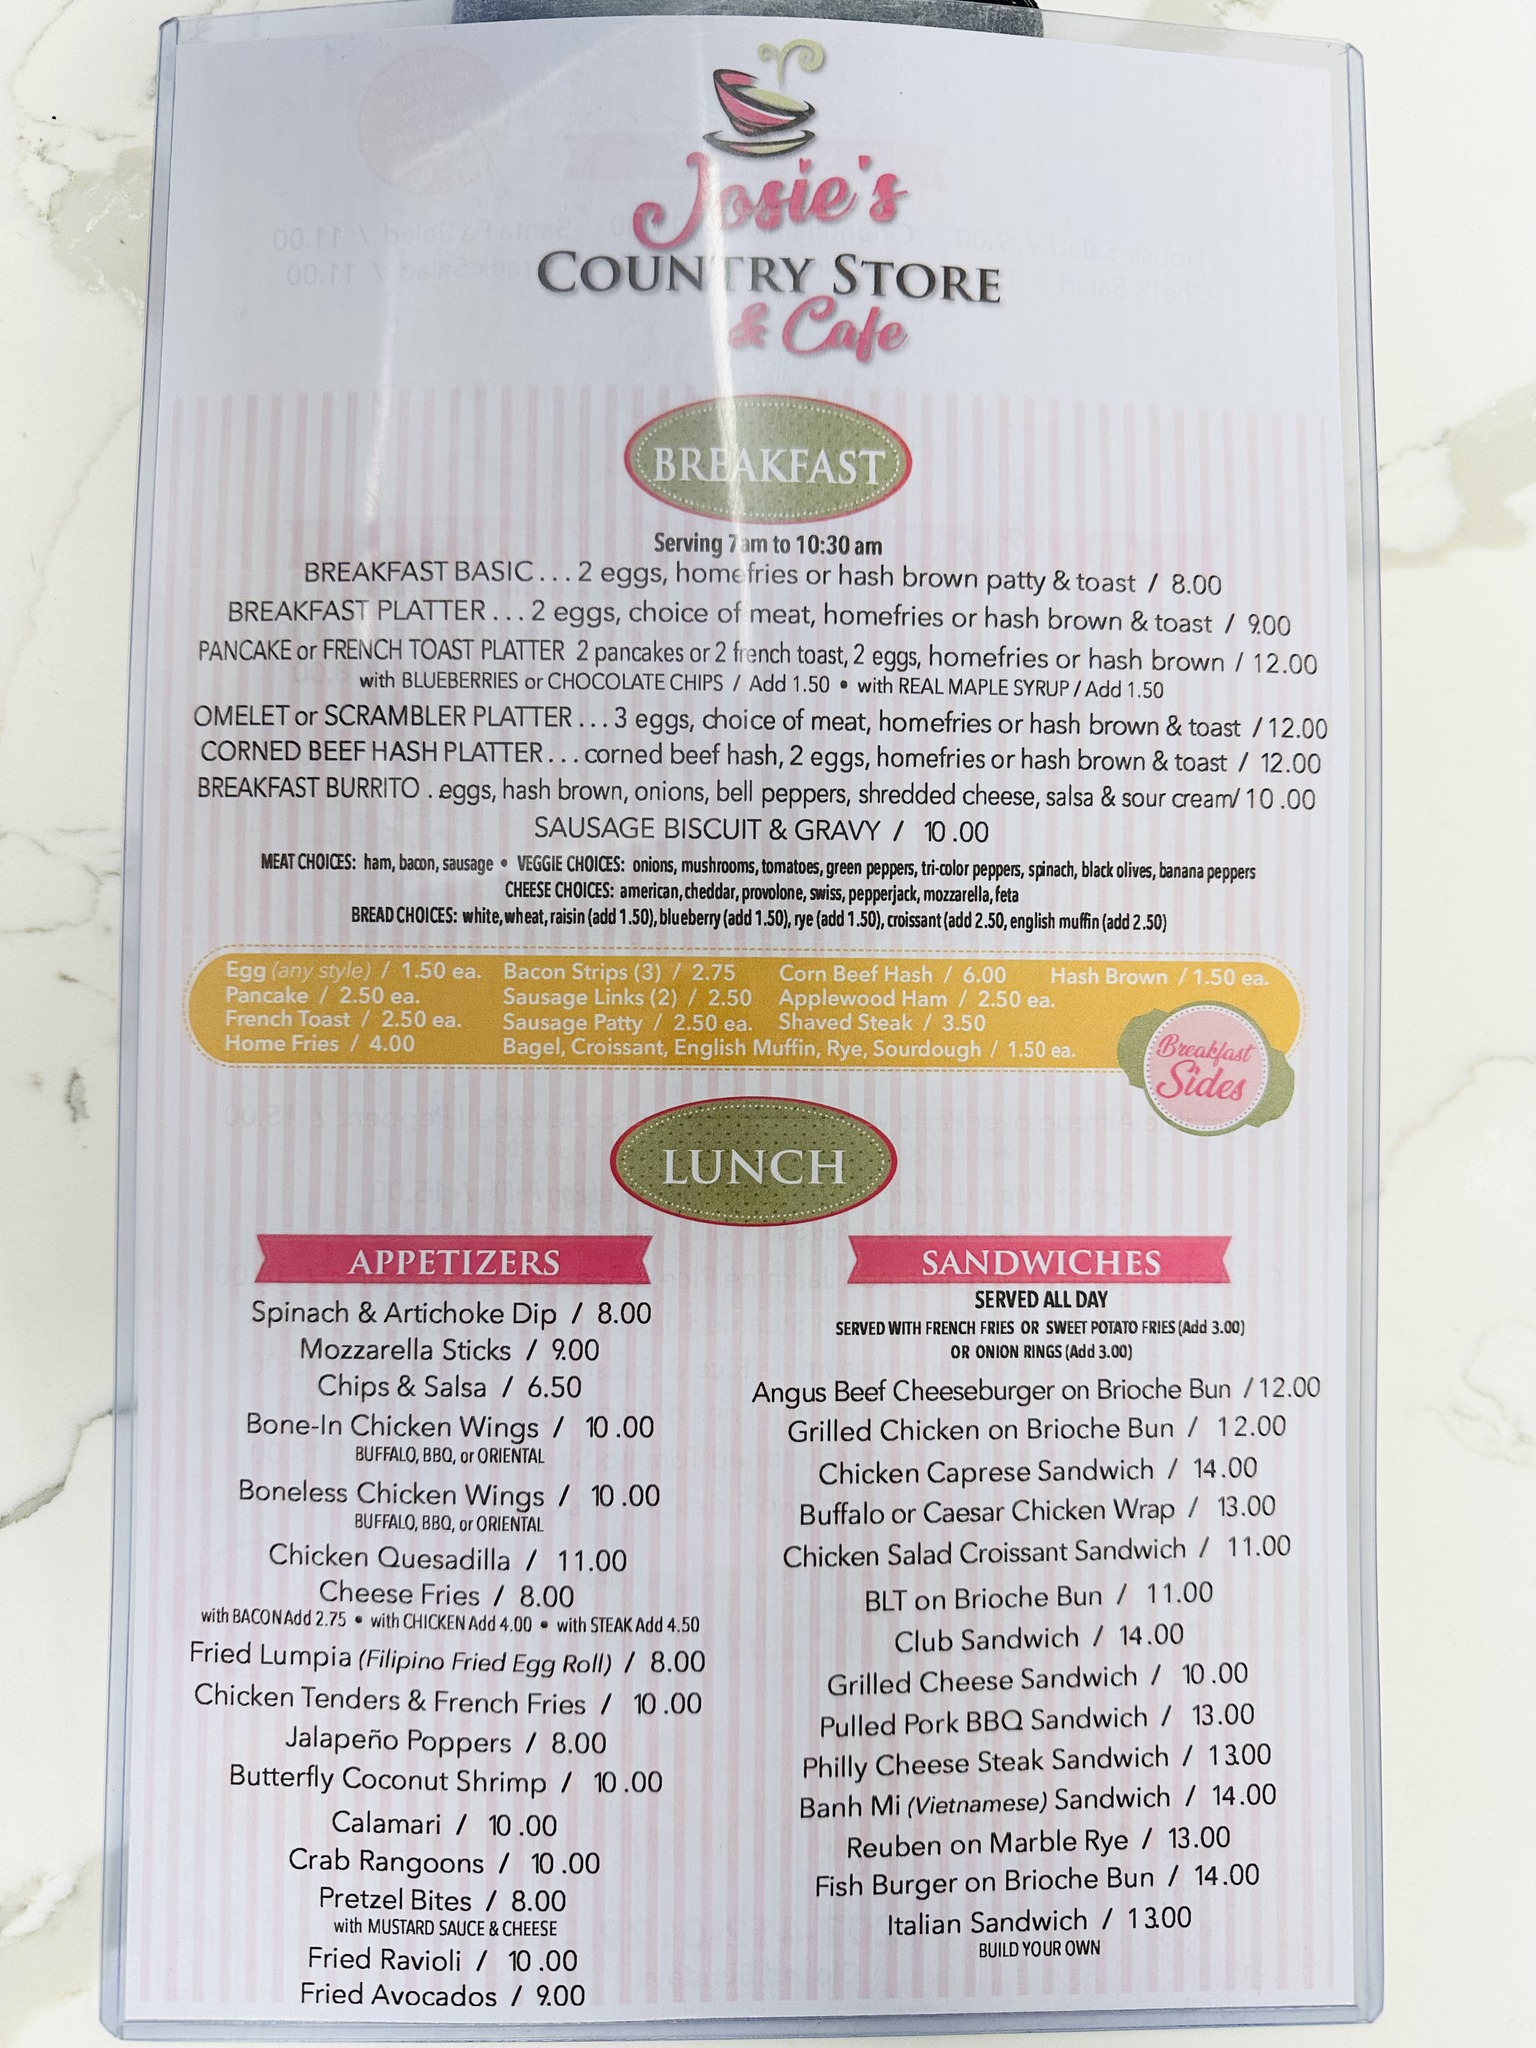 Josie's
COUNTRY STORE
& Cafe
BREAKFAST
Serving 7am to 10:30 am
BREAKFAST BASIC... 2 eggs, homefries or hash brown patty & toast / 8.00
BREAKFAST PLATTER... 2 eggs, choice of meat, homefries or hash brown & toast / 9.00
PANCAKE or FRENCH TOAST PLATTER 2 pancakes or 2 french toast, 2 eggs, homefries or hash brown / 12.00
with BLUEBERRIES or CHOCOLATE CHIPS / Add 1.50 • with REAL MAPLE SYRUP / Add 1.50
OMELET or SCRAMBLER PLATTER... 3 eggs, choice of meat, homefries or hash brown & toast / 12.00
CORNED BEEF HASH PLATTER... corned beef hash, 2 eggs, homefries or hash brown & toast / 12.00
BREAKFAST BURRITO . eggs, hash brown, onions, bell peppers, shredded cheese, salsa & sour cream/ 10 .00
SAUSAGE BISCUIT & GRAVY / 10 .00
MEAT CHOICES: ham, bacon, sausage • VEGGIE CHOICES: onions, mushrooms, tomatoes, green peppers, tri-color peppers, spinach, black olives, banana peppers
CHEESE CHOICES: american, cheddar, provolone, swiss, pepperjack, mozzarella, feta
BREAD CHOICES: white, wheat, raisin (add 1.50), blueberry (add 1.50), rye (add 1.50), croissant (add 2.50, english muffin (add 2.50)
Egg (any style) / 1.50 ea. Bacon Strips (3) / 2.75 Corn Beef Hash / 6.00 Hash Brown / 1.50 ea.
Pancake / 2.50 ea. Sausage Links (2) / 2.50 Applewood Ham / 2.50 ea.
French Toast / 2.50 ea. Sausage Patty / 2.50 ea. Shaved Steak / 3.50
Home Fries / 4.00 Bagel, Croissant, English Muffin, Rye, Sourdough / 1.50 ea.
Breakfast
Sides
LUNCH
APPETIZERS
Spinach & Artichoke Dip / 8.00
Mozzarella Sticks / 9.00
Chips & Salsa / 6.50
Bone-In Chicken Wings / 10 .00
BUFFALO, BBQ, or ORIENTAL
Boneless Chicken Wings / 10 .00
BUFFALO, BBQ, or ORIENTAL
Chicken Quesadilla / 11.00
Cheese Fries / 8.00
with BACON Add 2.75 • with CHICKEN Add 4.00 • with STEAK Add 4.50
Fried Lumpia (Filipino Fried Egg Roll) / 8.00
Chicken Tenders & French Fries / 10 .00
Jalapeño Poppers / 8.00
Butterfly Coconut Shrimp / 10 .00
Calamari / 10 .00
Crab Rangoons / 10 .00
Pretzel Bites / 8.00
with MUSTARD SAUCE & CHEESE
Fried Ravioli / 10 .00
Fried Avocados / 9.00
SANDWICHES
SERVED ALL DAY
SERVED WITH FRENCH FRIES OR SWEET POTATO FRIES (Add 3.00)
OR ONION RINGS (Add 3.00)
Angus Beef Cheeseburger on Brioche Bun / 12.00
Grilled Chicken on Brioche Bun / 12.00
Chicken Caprese Sandwich / 14.00
Buffalo or Caesar Chicken Wrap / 13.00
Chicken Salad Croissant Sandwich / 11.00
BLT on Brioche Bun / 11.00
Club Sandwich / 14.00
Grilled Cheese Sandwich / 10 .00
Pulled Pork BBQ Sandwich / 13.00
Philly Cheese Steak Sandwich / 13.00
Banh Mi (Vietnamese) Sandwich / 14.00
Reuben on Marble Rye / 13.00
Fish Burger on Brioche Bun / 14.00
Italian Sandwich / 13.00
BUILD YOUR OWN